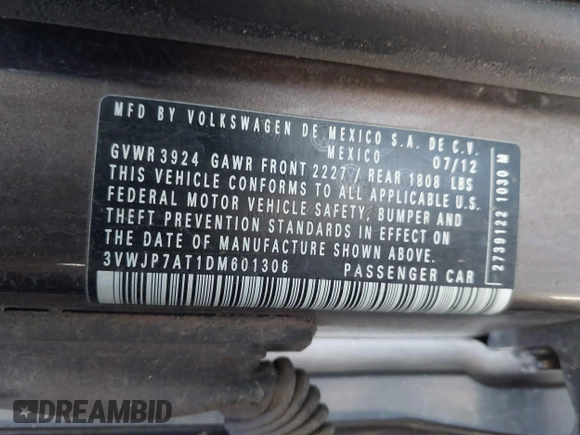 MFD BY VOLKSWAGEN DE MEXICO S.A. DE C.V.
MEXICO 07/12
GVWR 3924 GAWR FRONT 2227 / REAR 1808 LBS
THIS VEHICLE CONFORMS TO ALL APPLICABLE U.S.
FEDERAL MOTOR VEHICLE SAFETY, BUMPER AND
THEFT PREVENTION STANDARDS IN EFFECT ON
THE DATE OF MANUFACTURE SHOWN ABOVE.
3VWJP7AT1DM601306 PASSENGER CAR
2739122 1030 M
DREAMBID